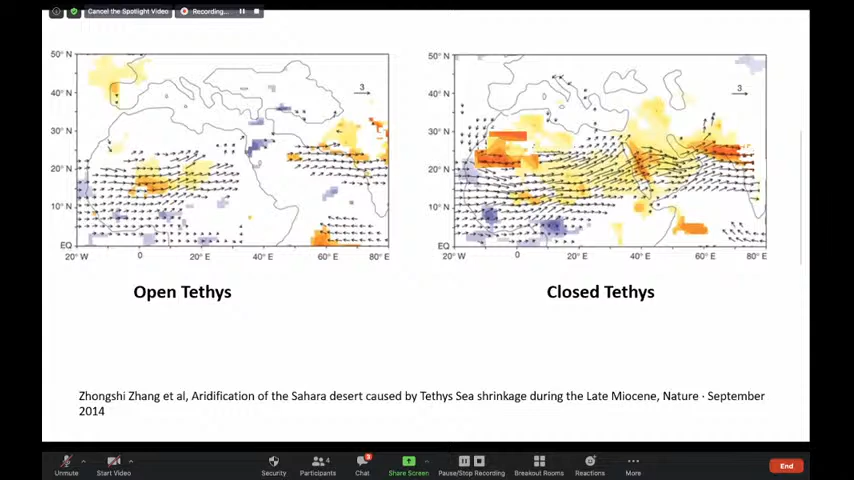 Cancel the Spotlight Video
Recording...
50° N
40° N
30° N
20° N
10° N
EQ
20° W
0
20° E
40° E
60° E
80° E
3
50° N
40° N
30° N
20° N
10° N
EQ
20° W
0
20° E
40° E
60° E
80° E
3
Open Tethys
Closed Tethys
Zhongshi Zhang et al, Aridification of the Sahara desert caused by Tethys Sea shrinkage during the Late Miocene, Nature · September
2014
Unmute
Start Video
Security
Participants
4
Chat
3
Share Screen
Pause/Stop Recording
Breakout Rooms
Reactions
More
End